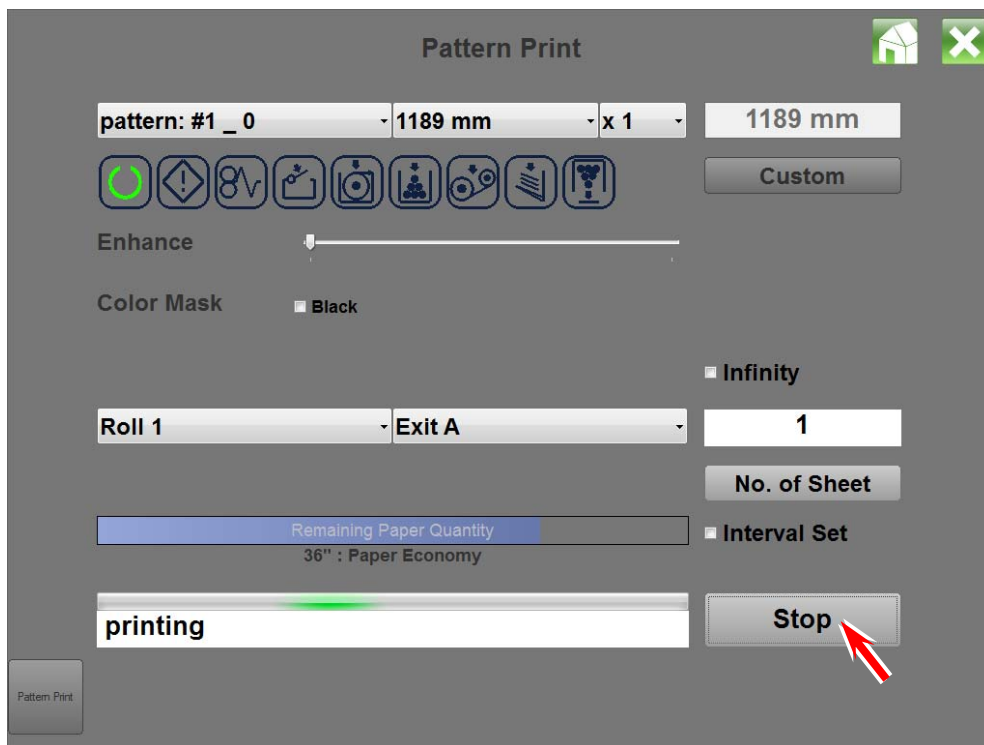 Pattern Print
pattern: #1 _ 0 1189 mm x 1 1189 mm
Custom
Enhance
Color Mask Black
Infinity
Roll 1 Exit A 1
No. of Sheet
Remaining Paper Quantity Interval Set
36" : Paper Economy
printing Stop
Pattern Print